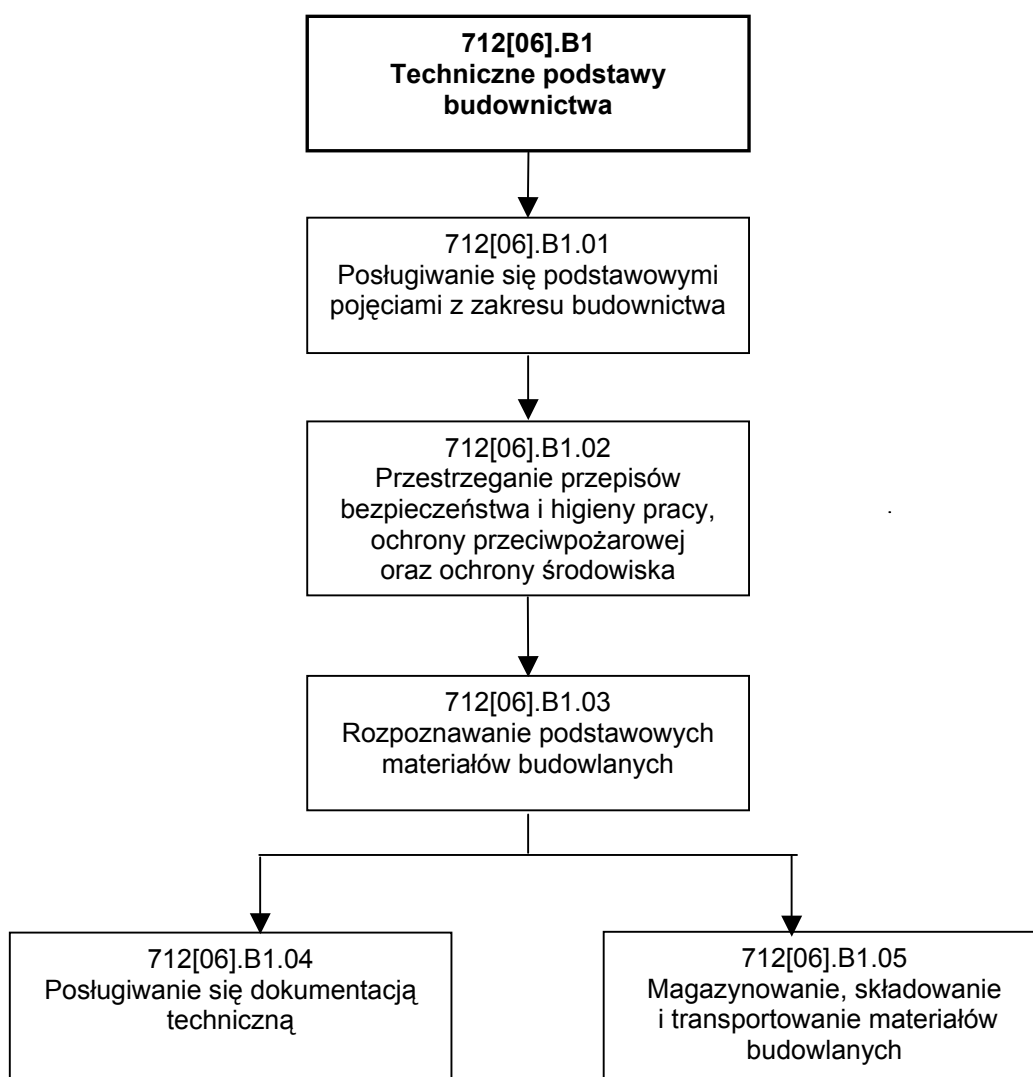 712[06].B1
Techniczne podstawy
budownictwa
712[06].B1.01
Posługiwanie się podstawowymi
pojęciami z zakresu budownictwa
712[06].B1.02
Przestrzeganie przepisów
bezpieczeństwa i higieny pracy,
ochrony przeciwpożarowej
oraz ochrony środowiska
.
712[06].B1.03
Rozpoznawanie podstawowych
materiałów budowlanych
712[06].B1.04
Posługiwanie się dokumentacją
techniczną
712[06].B1.05
Magazynowanie, składowanie
i transportowanie materiałów
budowlanych